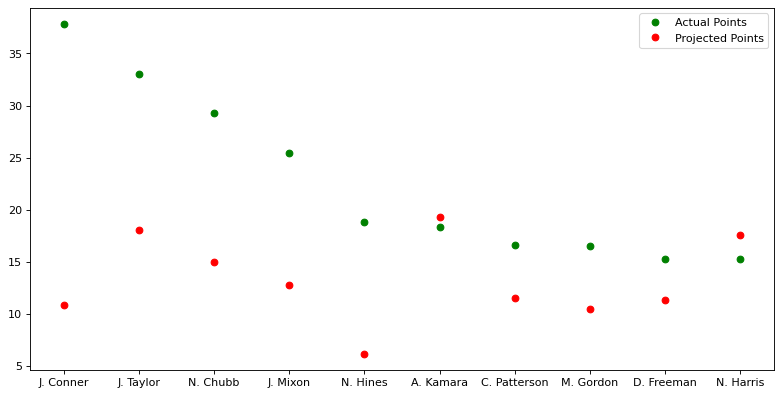 Actual Points
Projected Points
35
30
25
20
15
10
5
J. Conner J. Taylor N. Chubb J. Mixon N. Hines A. Kamara C. Patterson M. Gordon D. Freeman N. Harris